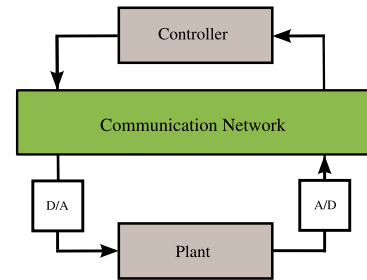 Controller
Communication Network
D/A
A/D
Plant